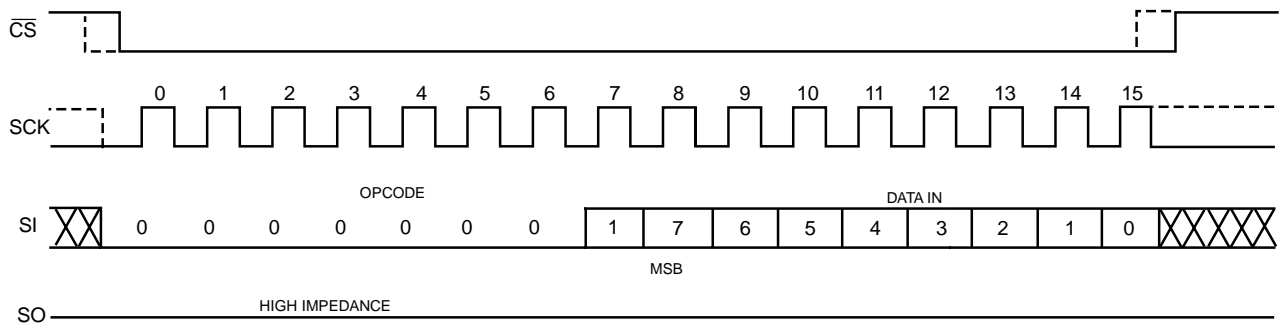 CS
0 1 2 3 4 5 6 7 8 9 10 11 12 13 14 15
SCK
OPCODE DATA IN
SI 0 0 0 0 0 0 0 1 7 6 5 4 3 2 1 0
MSB
HIGH IMPEDANCE
SO